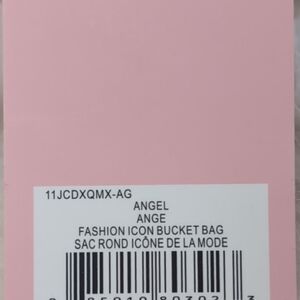 11JCDXQMX-AG
ANGEL
ANGE
FASHION ICON BUCKET BAG
SAC ROND ICÔNE DE LA MODE